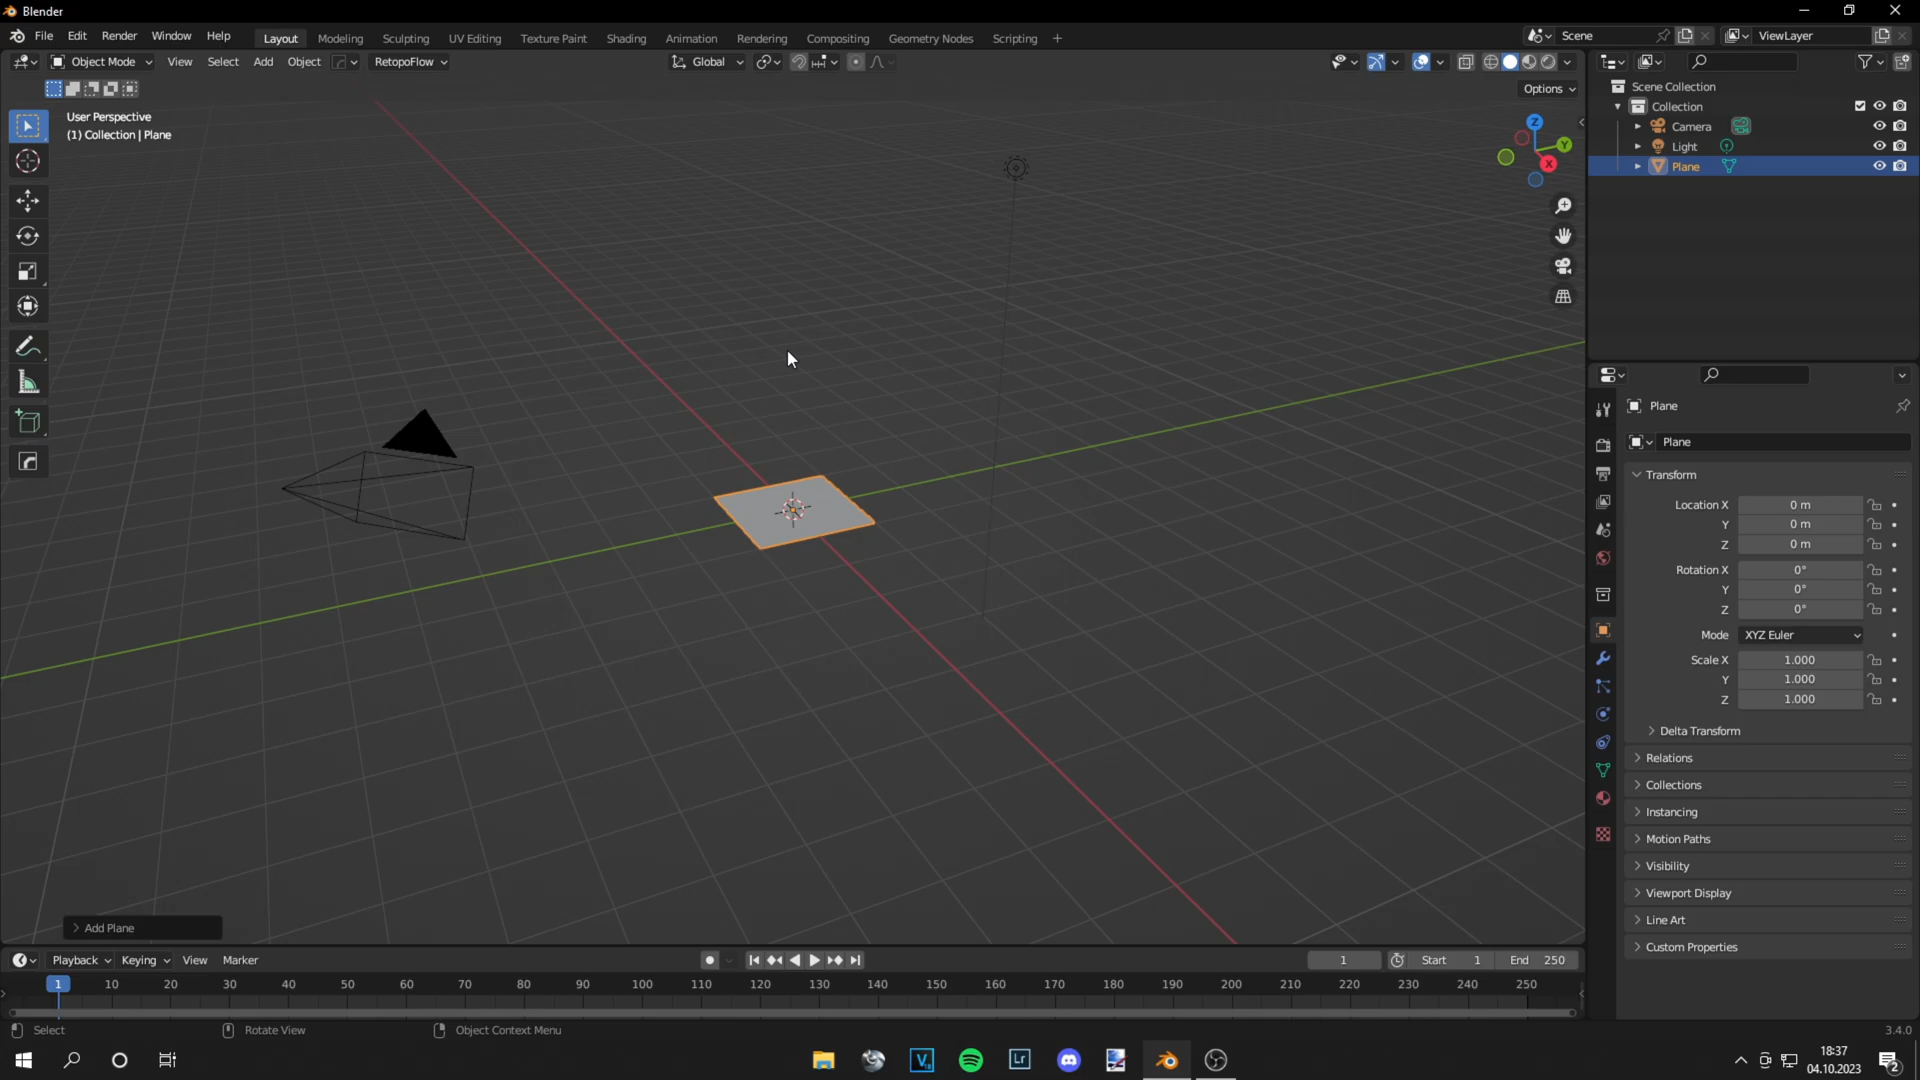 Blender
File Edit Render Window Help
Layout Modeling Sculpting UV Editing Texture Paint Shading Animation Rendering Compositing Geometry Nodes Scripting +
Scene
ViewLayer
Object Mode View Select Add Object RetopoFlow
Global
Options
User Perspective
(1) Collection | Plane
Z
Y
X
Scene Collection
Collection
Camera
Light
Plane
Plane
Plane
Transform
Location X 0 m
Y 0 m
Z 0 m
Rotation X 0°
Y 0°
Z 0°
Mode XYZ Euler
Scale X 1.000
Y 1.000
Z 1.000
Delta Transform
Relations
Collections
Instancing
Motion Paths
Visibility
Viewport Display
Line Art
Custom Properties
Add Plane
Playback Keying View Marker
1 Start 1 End 250
1 10 20 30 40 50 60 70 80 90 100 110 120 130 140 150 160 170 180 190 200 210 220 230 240 250
Select Rotate View Object Context Menu
3.4.0
Lr
18:37
04.10.2023
2